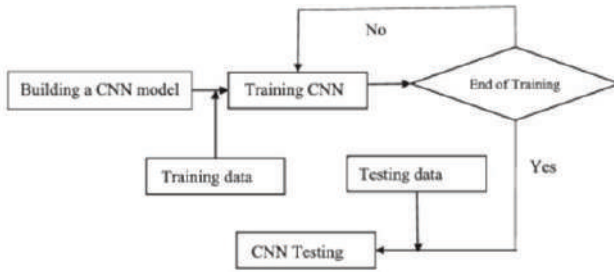 No
Building a CNN model
Training CNN
End of Training
Training data
Testing data
Yes
CNN Testing